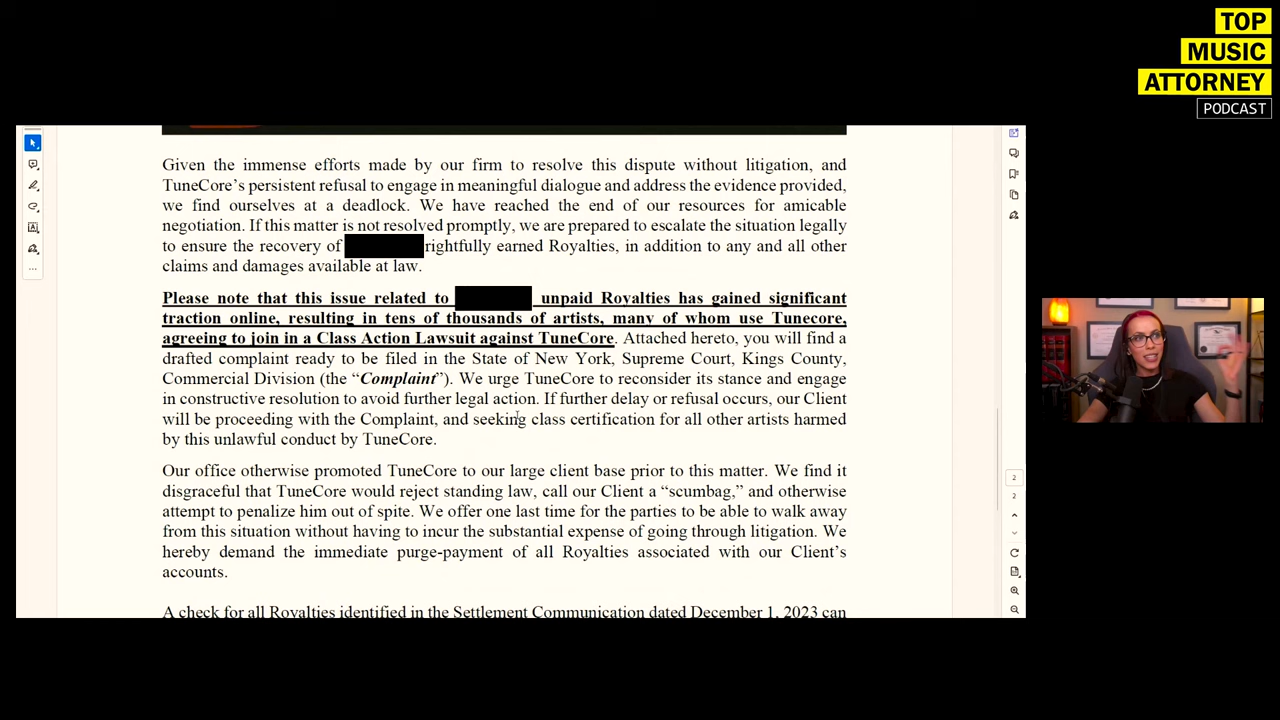 TOP
MUSIC
ATTORNEY
PODCAST
Given the immense efforts made by our firm to resolve this dispute without litigation, and
TuneCore's persistent refusal to engage in meaningful dialogue and address the evidence provided,
we find ourselves at a deadlock. We have reached the end of our resources for amicable
negotiation. If this matter is not resolved promptly, we are prepared to escalate the situation legally
to ensure the recovery of rightfully earned Royalties, in addition to any and all other
claims and damages available at law.
Please note that this issue related to unpaid Royalties has gained significant
traction online, resulting in tens of thousands of artists, many of whom use Tunecore,
agreeing to join in a Class Action Lawsuit against TuneCore. Attached hereto, you will find a
drafted complaint ready to be filed in the State of New York, Supreme Court, Kings County,
Commercial Division (the “Complaint”). We urge TuneCore to reconsider its stance and engage
in constructive resolution to avoid further legal action. If further delay or refusal occurs, our Client
will be proceeding with the Complaint, and seeking class certification for all other artists harmed
by this unlawful conduct by TuneCore.
Our office otherwise promoted TuneCore to our large client base prior to this matter. We find it
disgraceful that TuneCore would reject standing law, call our Client a “scumbag,” and otherwise
attempt to penalize him out of spite. We offer one last time for the parties to be able to walk away
from this situation without having to incur the substantial expense of going through litigation. We
hereby demand the immediate purge-payment of all Royalties associated with our Client's
accounts.
A check for all Royalties identified in the Settlement Communication dated December 1, 2023 can
2
2